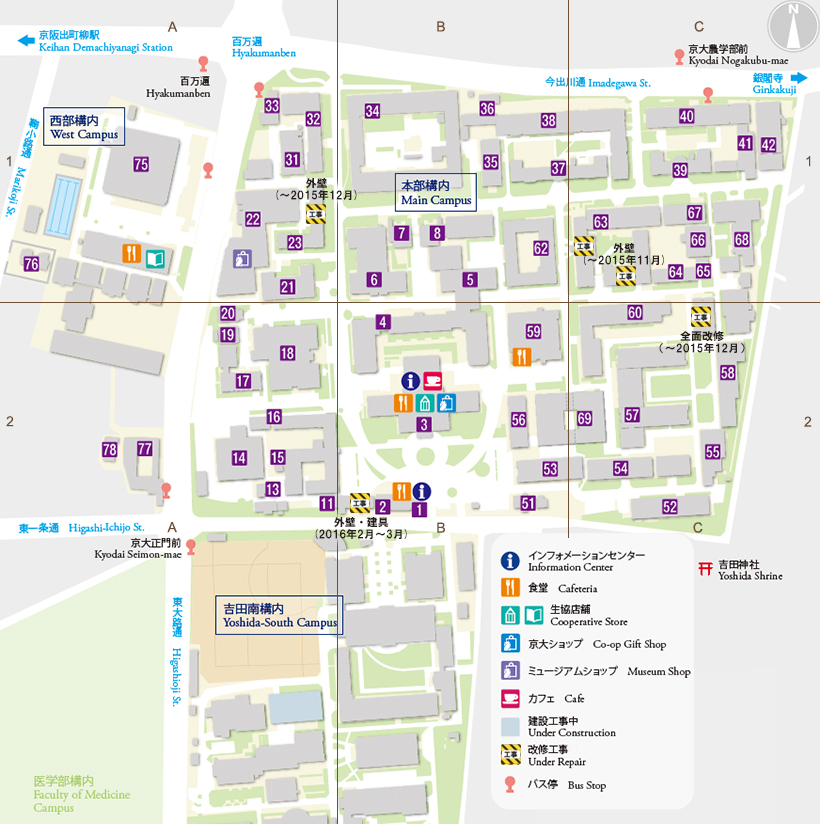 A
B
C
N
京阪出町柳駅
Keihan Demachiyanagi Station
百万遍
Hyakumanben
百万遍
Hyakumanben
京大農学部前
Kyodai Nogakubu-mae
今出川通 Imadegawa St.
銀閣寺
Ginkakuji
西部構内
West Campus
Marikoji St.
本部構内
Main Campus
外壁
(〜2015年12月)
工事
外壁
(〜2015年11月)
工事
工事
工事
全面改修
(〜2015年12月)
1
1
33
32
34
36
38
40
41
42
75
31
35
37
39
22
23
7
8
62
63
67
66
68
76
21
6
5
64
65
20
19
4
59
60
18
17
58
2
2
16
3
56
69
57
78
77
14
15
13
53
54
55
11
2
1
51
52
工事
外壁・建具
(2016年2月〜3月)
東一条通 Higashi-Ichijo St.
A
B
C
京大正門前
Kyodai Seimon-mae
吉田神社
Yoshida Shrine
東大路通 Higashioji St.
吉田南構内
Yoshida-South Campus
医学部構内
Faculty of Medicine
Campus
インフォメーションセンター
Information Center
食堂 Cafeteria
生協店舗
Cooperative Store
京大ショップ Co-op Gift Shop
ミュージアムショップ Museum Shop
カフェ Cafe
建設工事中
Under Construction
工事
改修工事
Under Repair
バス停 Bus Stop